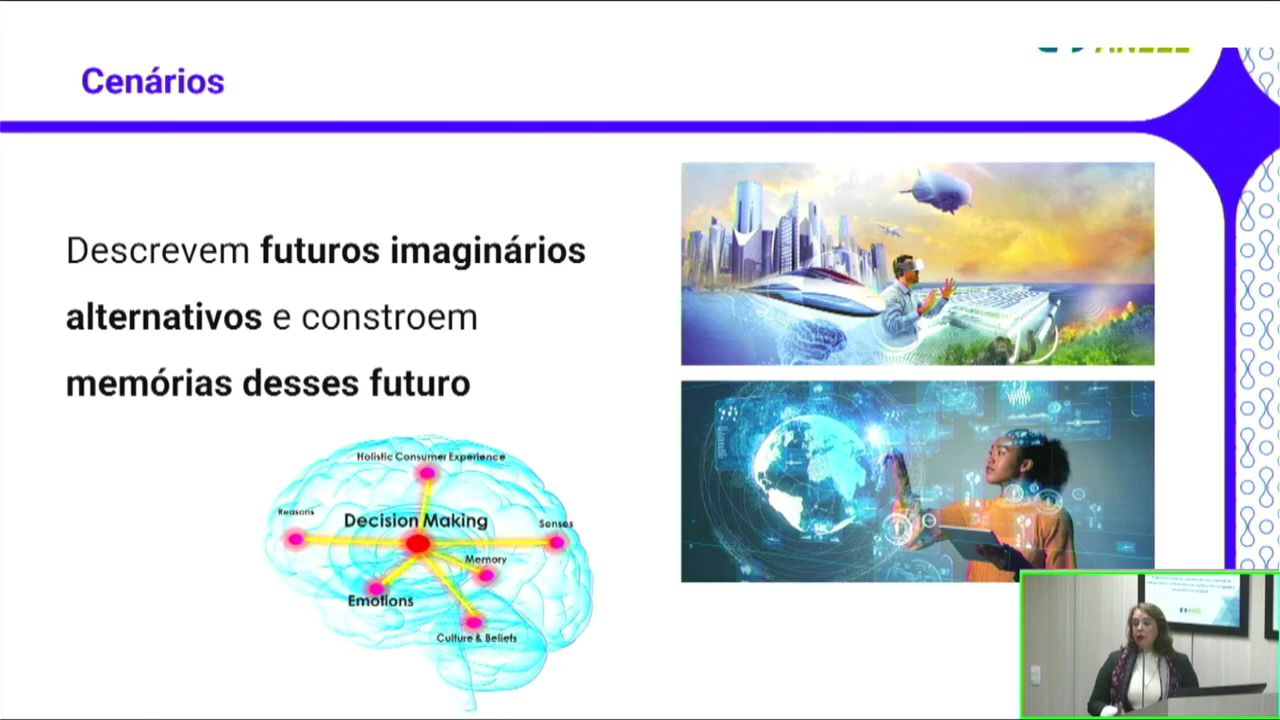 Cenários
Descrevem futuros imaginários
alternativos e constroem
memórias desses futuro
Holistic Consumer Experience
Reasons
Decision Making
Senses
Memory
Emotions
Culture & Beliefs